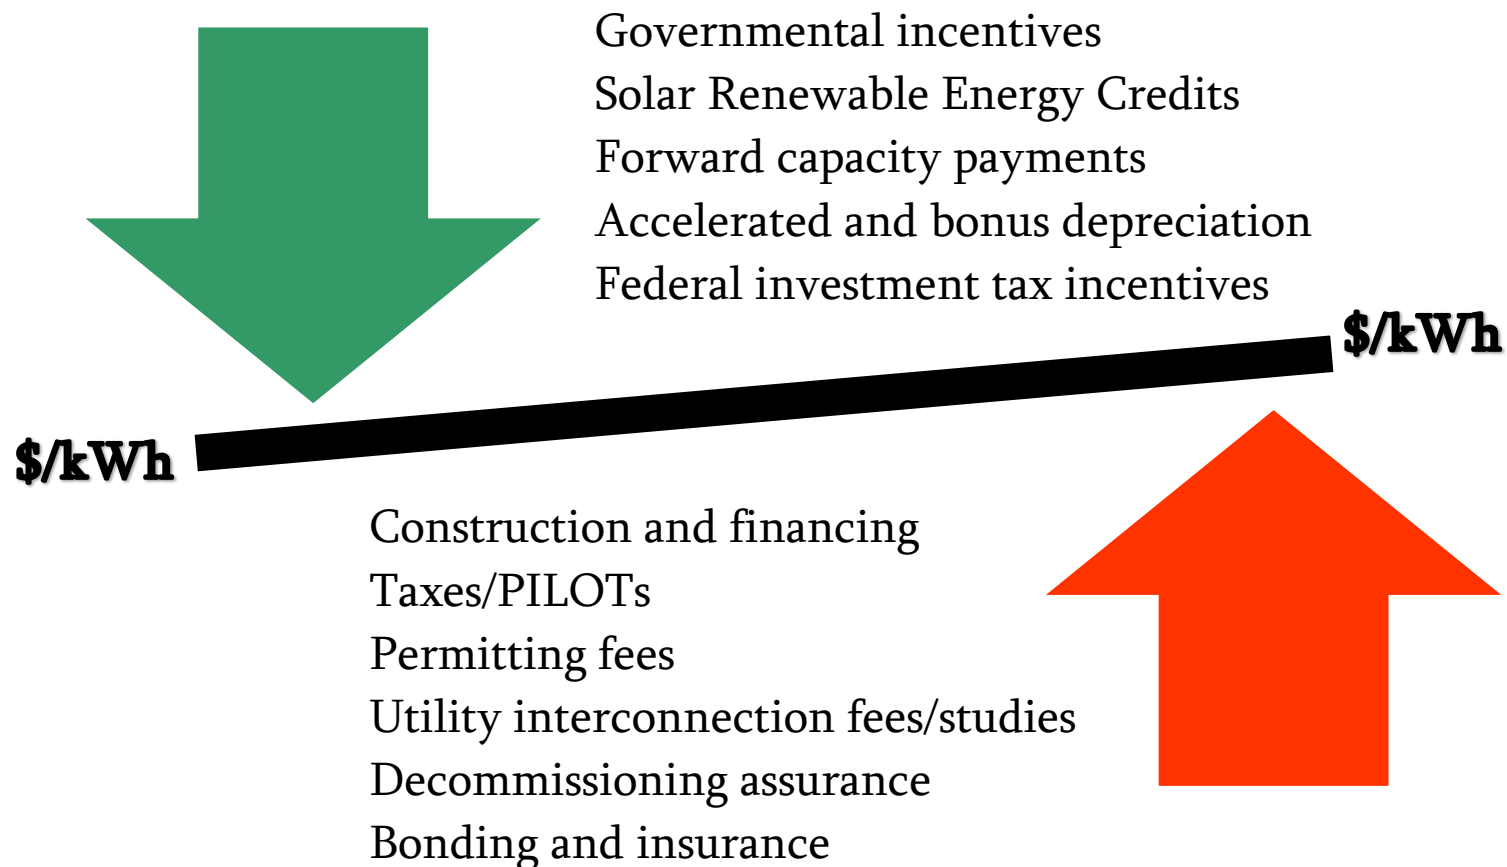 Governmental incentives
Solar Renewable Energy Credits
Forward capacity payments
Accelerated and bonus depreciation
Federal investment tax incentives
$/kWh
$/kWh
Construction and financing
Taxes/PILOTs
Permitting fees
Utility interconnection fees/studies
Decommissioning assurance
Bonding and insurance